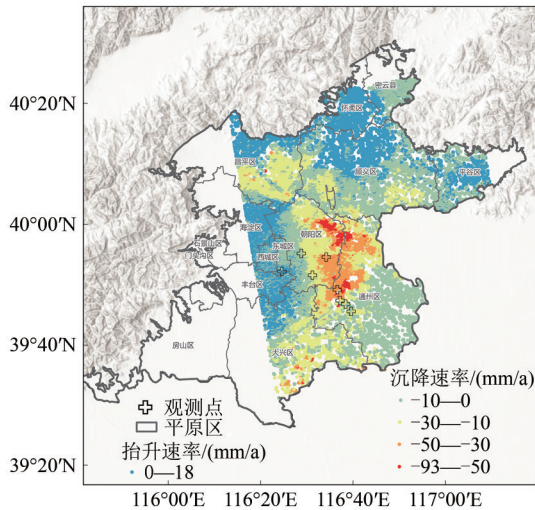 40°20′N
40°00′N
39°40′N
39°20′N
密云县
怀柔区
昌平区
顺义区
平谷区
海淀区
朝阳区
石景山区
东城区
门头沟区
西城区
丰台区
通州区
房山区
大兴区
观测点
平原区
抬升速率/(mm/a)
0—18
沉降速率/(mm/a)
-10—0
-30—-10
-50—-30
-93—-50
116°00′E
116°20′E
116°40′E
117°00′E